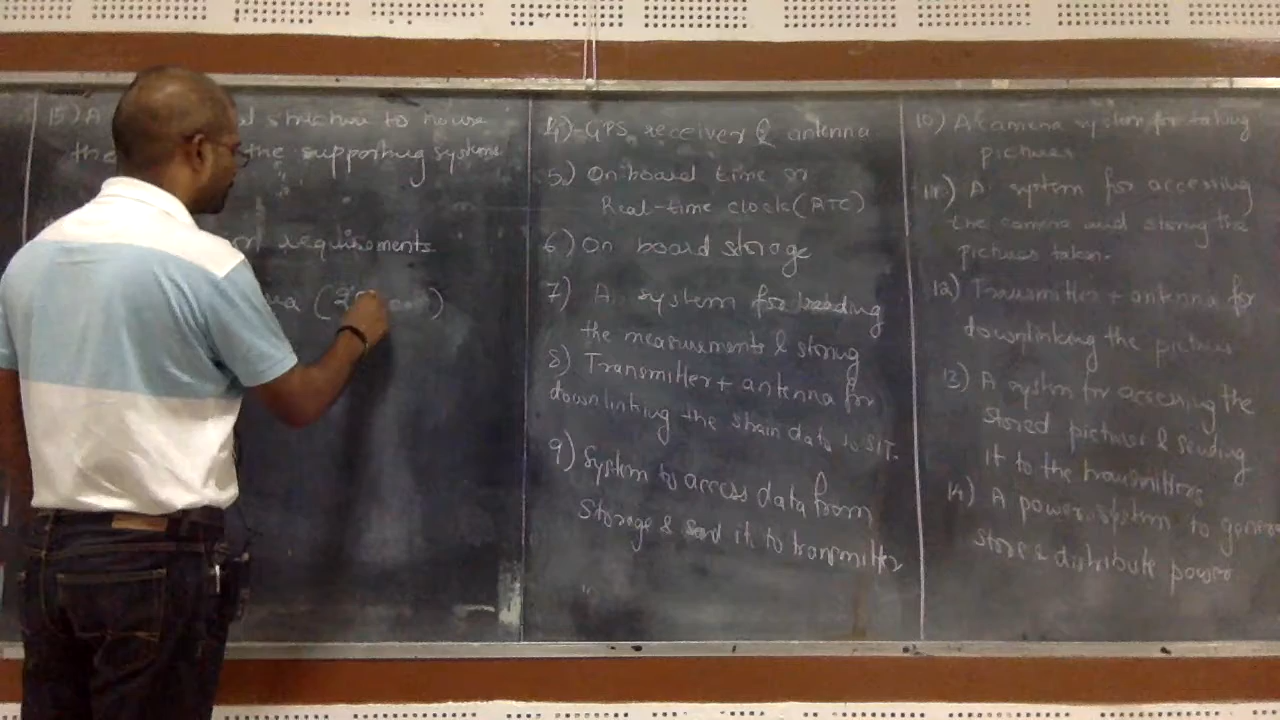 15) A structure to house
the the supporting systems
requirements
4) GPS receiver & antenna
5) Onboard time or
Real-time clock (RTC)
6) On board storage
7) A system for reading
the measurements & storing
8) Transmitter + antenna for
downlinking the strain data to SIT.
9) System to access data from
storage & send it to transmitter
10) A camera system for taking
pictures
11) A system for accessing
the camera and storing the
pictures taken.
12) Transmitter + antenna for
downlinking the pictures
13) A system for accessing the
stored pictures & sending
it to the transmitters
14) A power system to gener
store & distribute power